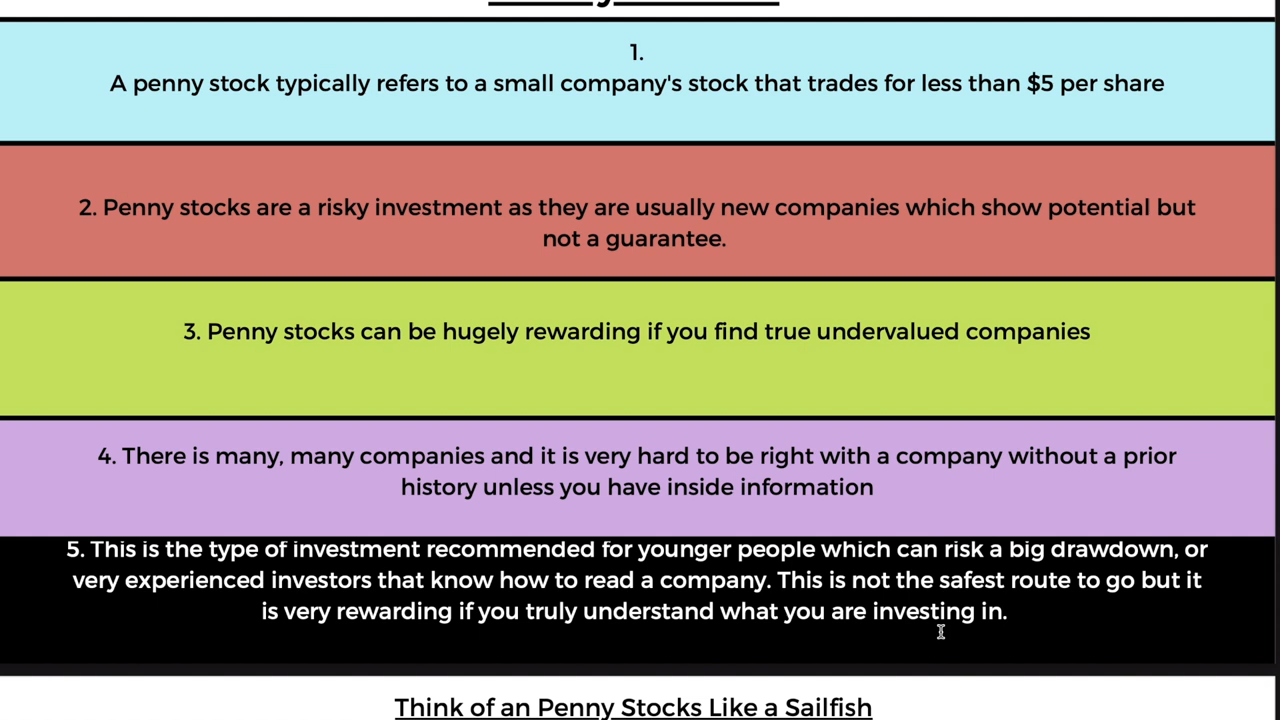 1.
A penny stock typically refers to a small company's stock that trades for less than $5 per share
2. Penny stocks are a risky investment as they are usually new companies which show potential but
not a guarantee.
3. Penny stocks can be hugely rewarding if you find true undervalued companies
4. There is many, many companies and it is very hard to be right with a company without a prior
history unless you have inside information
5. This is the type of investment recommended for younger people which can risk a big drawdown, or
very experienced investors that know how to read a company. This is not the safest route to go but it
is very rewarding if you truly understand what you are investing in.
Think of an Penny Stocks Like a Sailfish